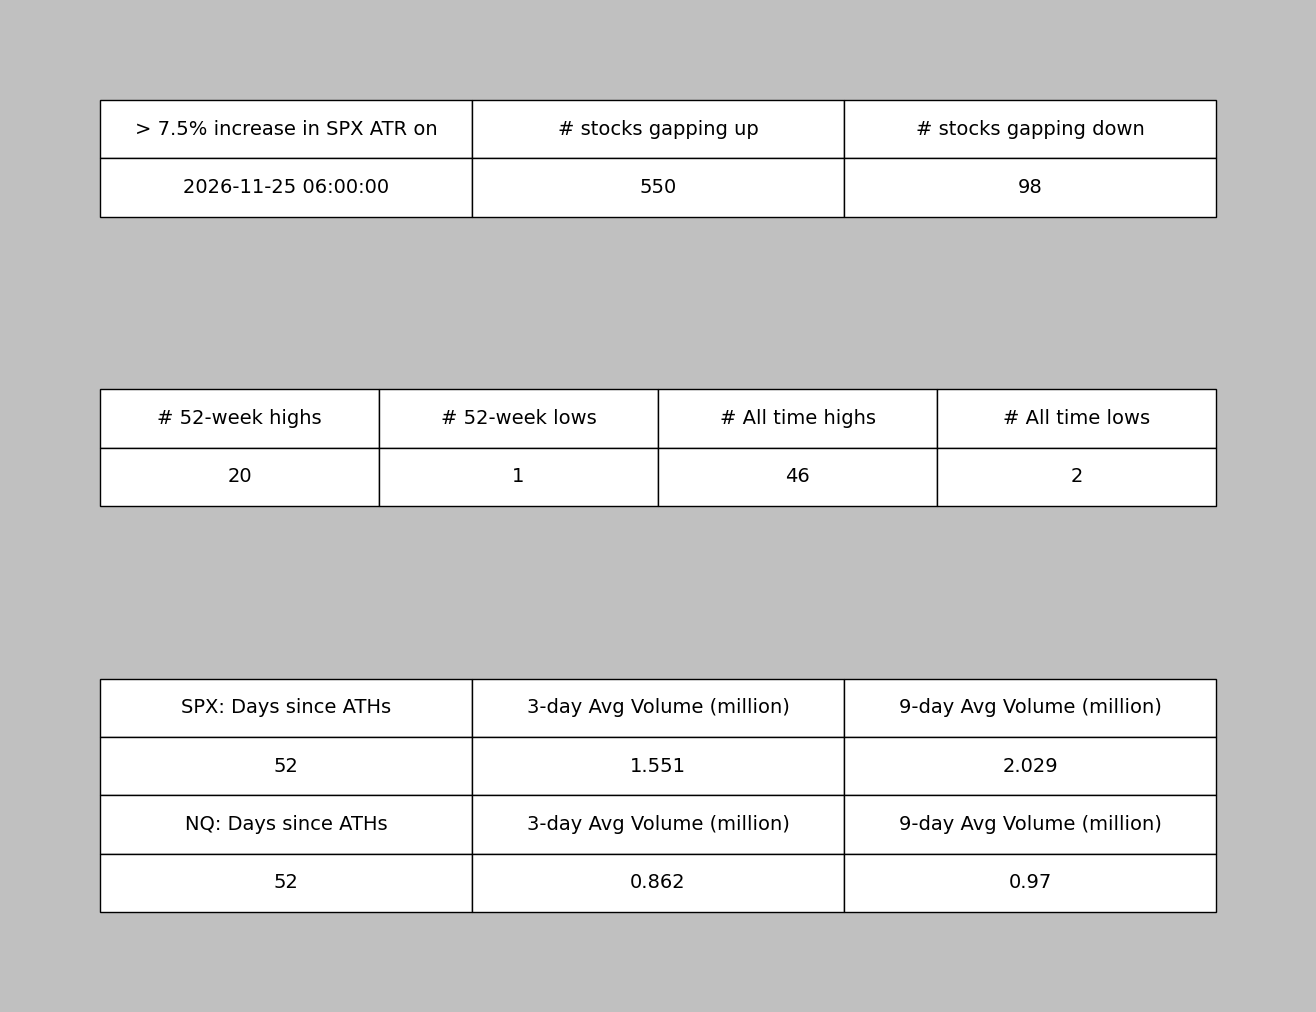 > 7.5% increase in SPX ATR on # stocks gapping up # stocks gapping down
2026-11-25 06:00:00 550 98
# 52-week highs # 52-week lows # All time highs # All time lows
20 1 46 2
SPX: Days since ATHs 3-day Avg Volume (million) 9-day Avg Volume (million)
52 1.551 2.029
NQ: Days since ATHs 3-day Avg Volume (million) 9-day Avg Volume (million)
52 0.862 0.97